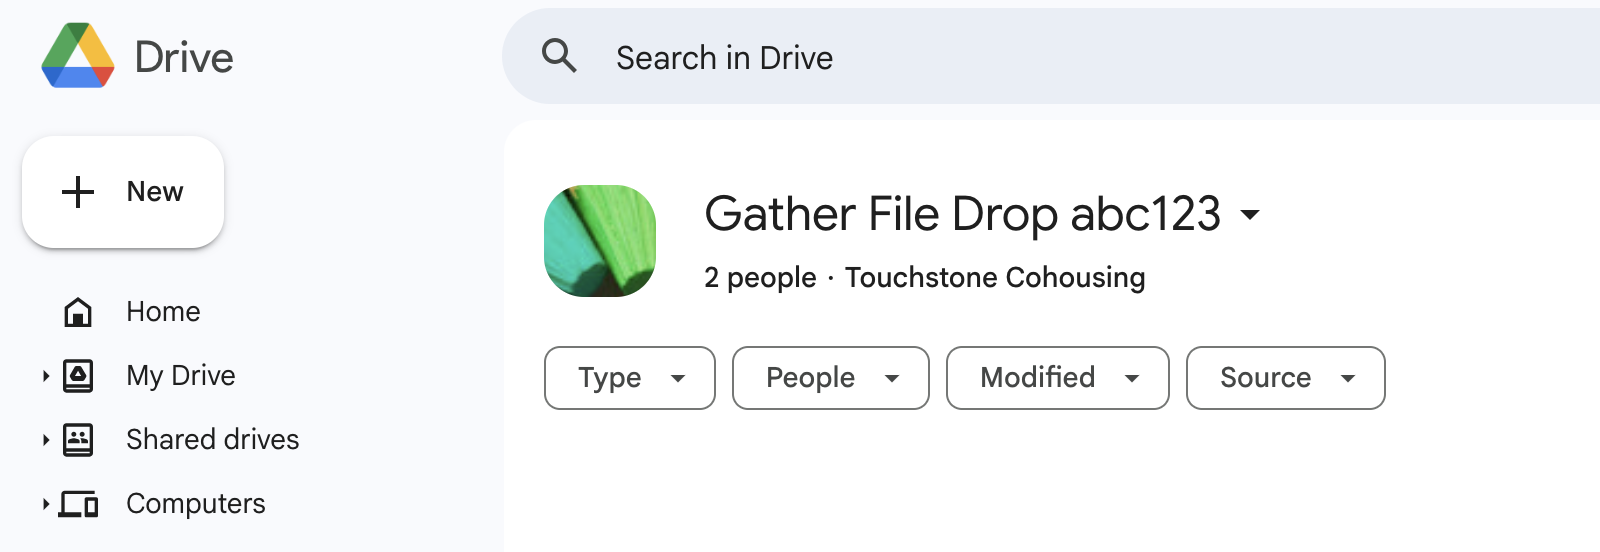 Drive
Search in Drive
New
Home
My Drive
Shared drives
Computers
Gather File Drop abc123
2 people · Touchstone Cohousing
Type
People
Modified
Source